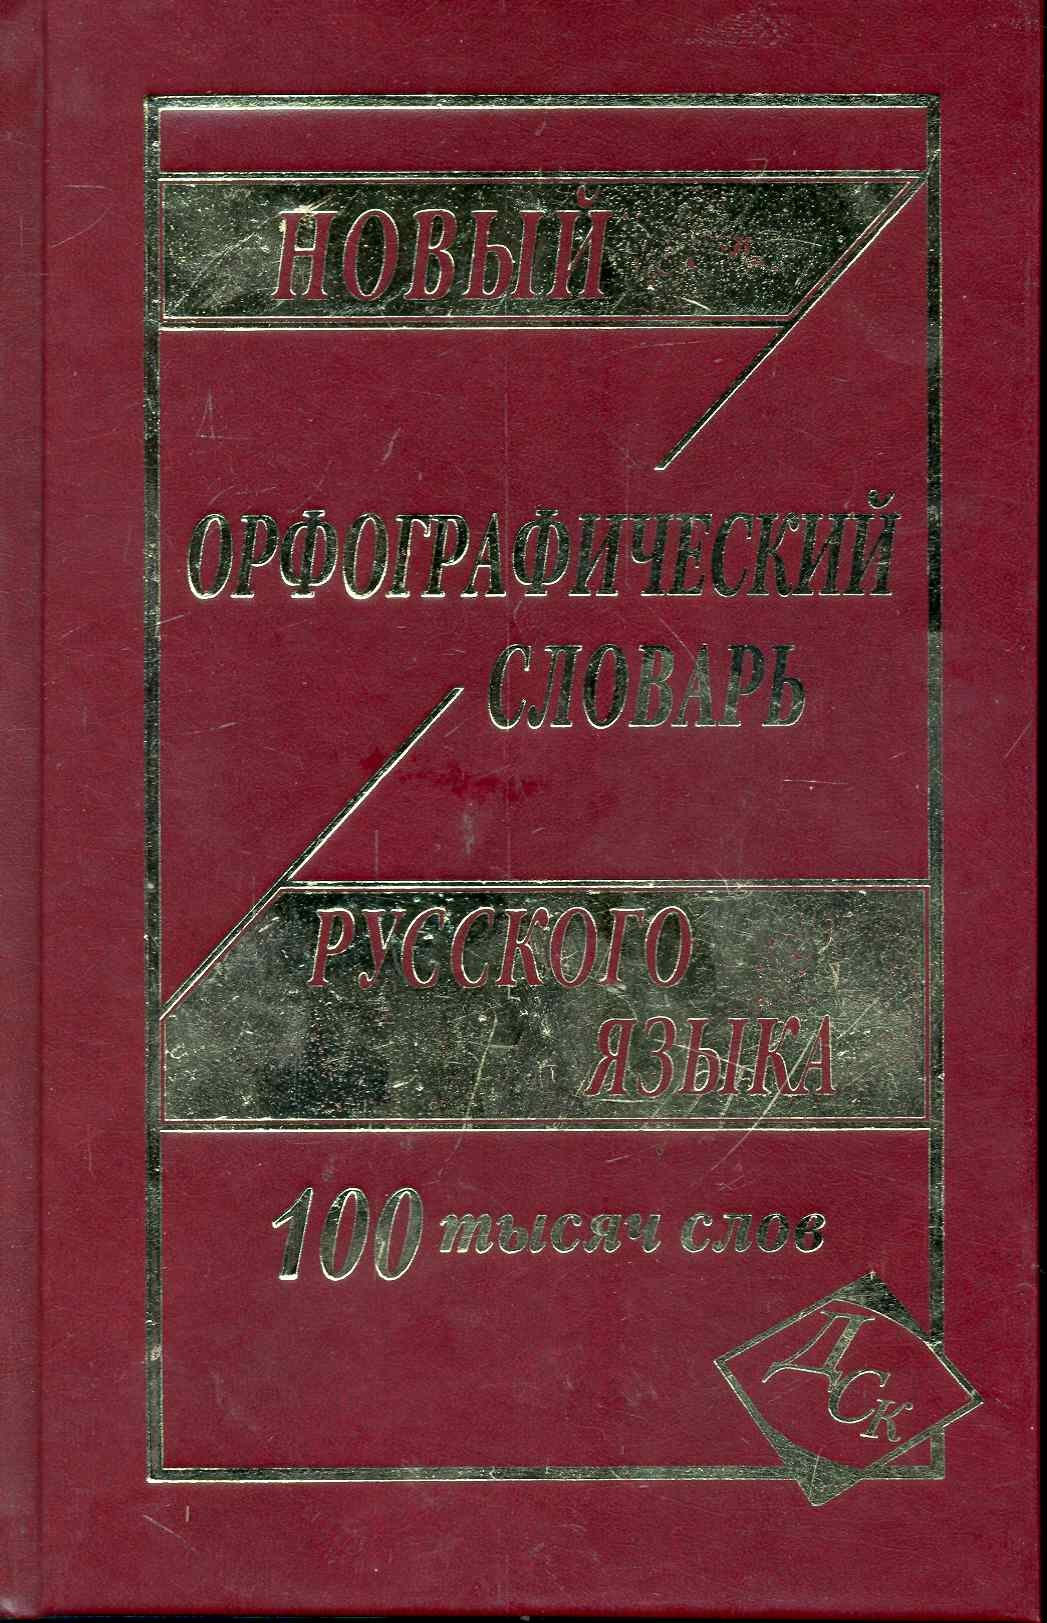 НОВЫЙ
ОРФОГРАФИЧЕСКИЙ
СЛОВАРЬ
РУССКОГО
ЯЗЫКА
100 тысяч слов
ДСК